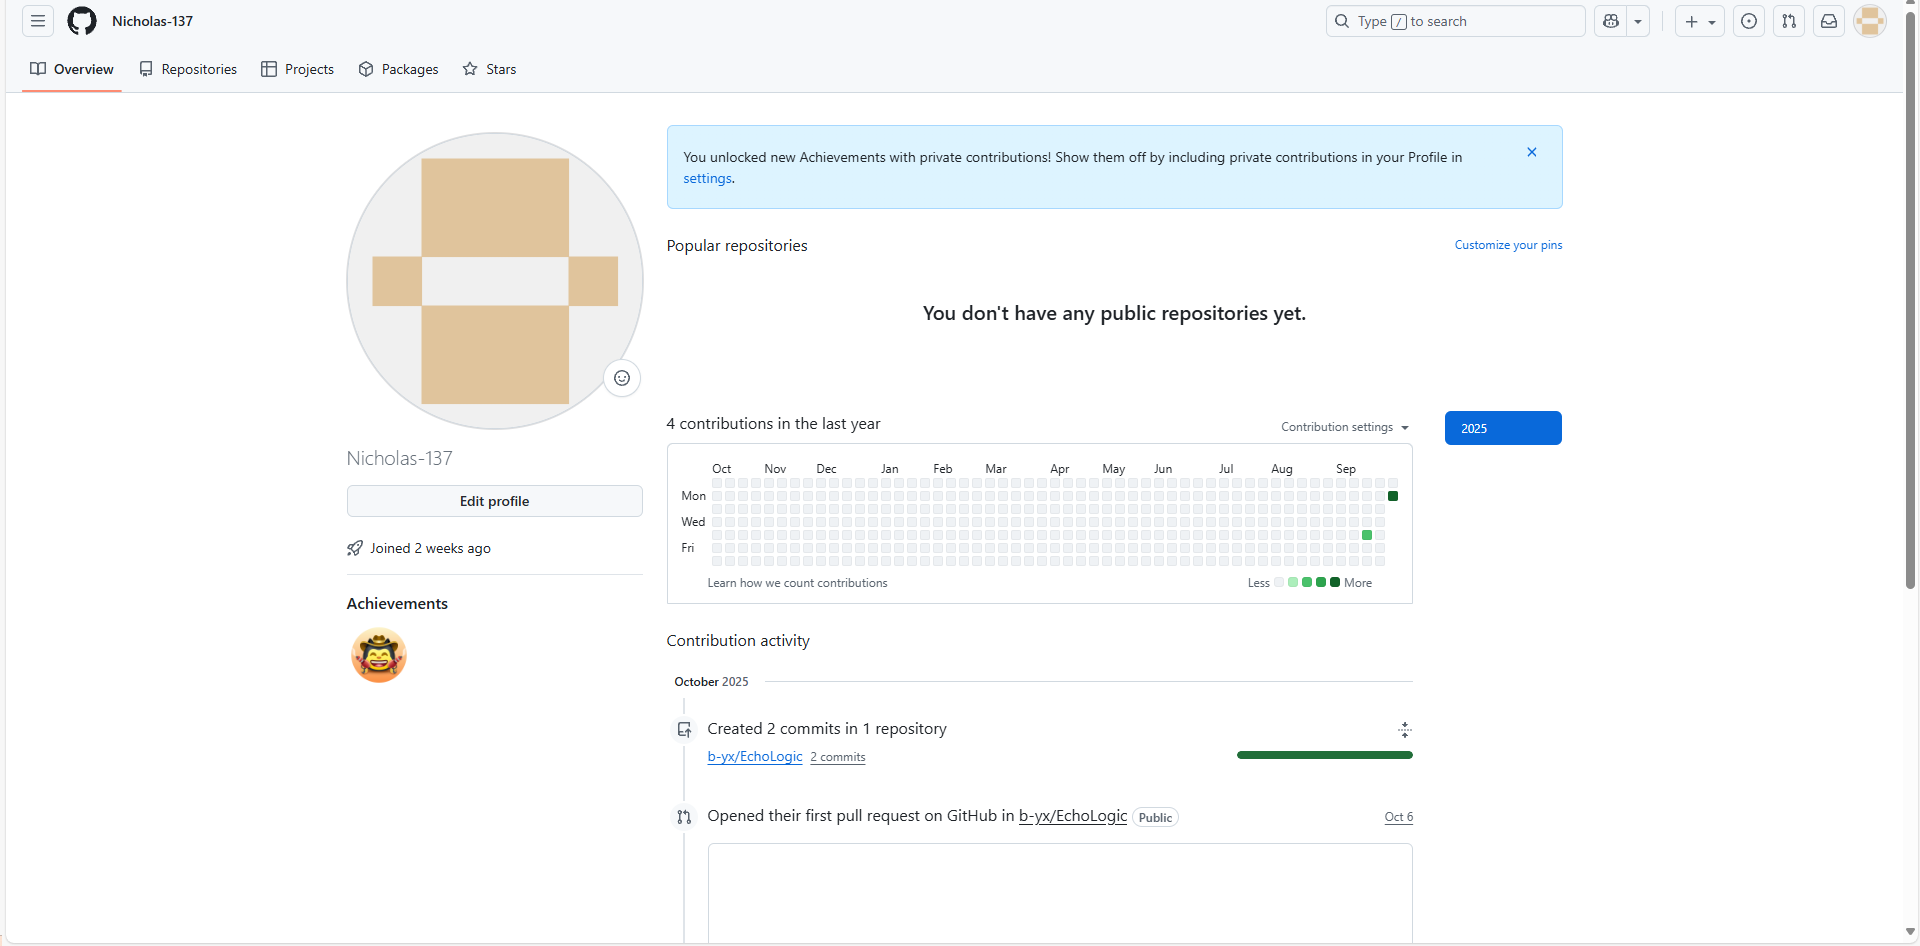 Nicholas-137
Type / to search
Overview
Repositories
Projects
Packages
Stars
You unlocked new Achievements with private contributions! Show them off by including private contributions in your Profile in
settings.
Popular repositories
Customize your pins
You don't have any public repositories yet.
Nicholas-137
Edit profile
Joined 2 weeks ago
Achievements
4 contributions in the last year
Contribution settings
2025
Oct Nov Dec Jan Feb Mar Apr May Jun Jul Aug Sep
Mon
Wed
Fri
Learn how we count contributions
Less More
Contribution activity
October 2025
Created 2 commits in 1 repository
b-yx/EchoLogic 2 commits
Opened their first pull request on GitHub in b-yx/EchoLogic Public Oct 6